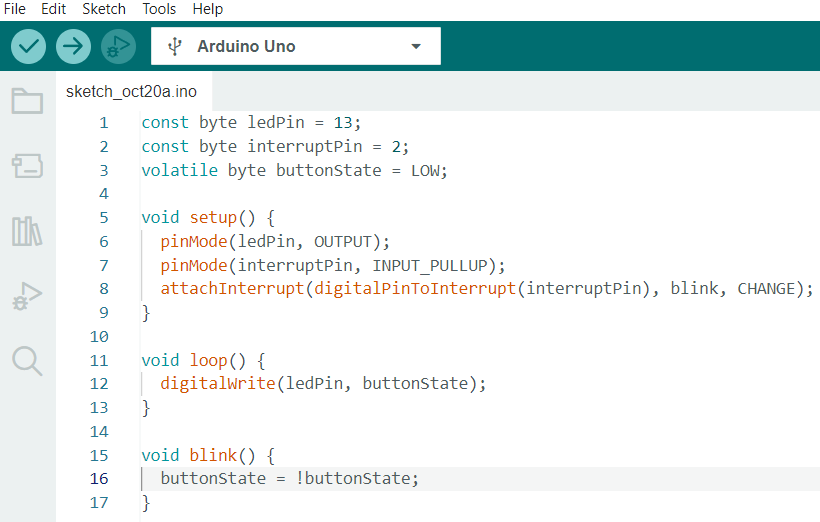 File Edit Sketch Tools Help
Arduino Uno
sketch_oct20a.ino
1 const byte ledPin = 13;
2 const byte interruptPin = 2;
3 volatile byte buttonState = LOW;
4
5 void setup() {
6   pinMode(ledPin, OUTPUT);
7   pinMode(interruptPin, INPUT_PULLUP);
8   attachInterrupt(digitalPinToInterrupt(interruptPin), blink, CHANGE);
9 }
10
11 void loop() {
12   digitalWrite(ledPin, buttonState);
13 }
14
15 void blink() {
16   buttonState = !buttonState;
17 }